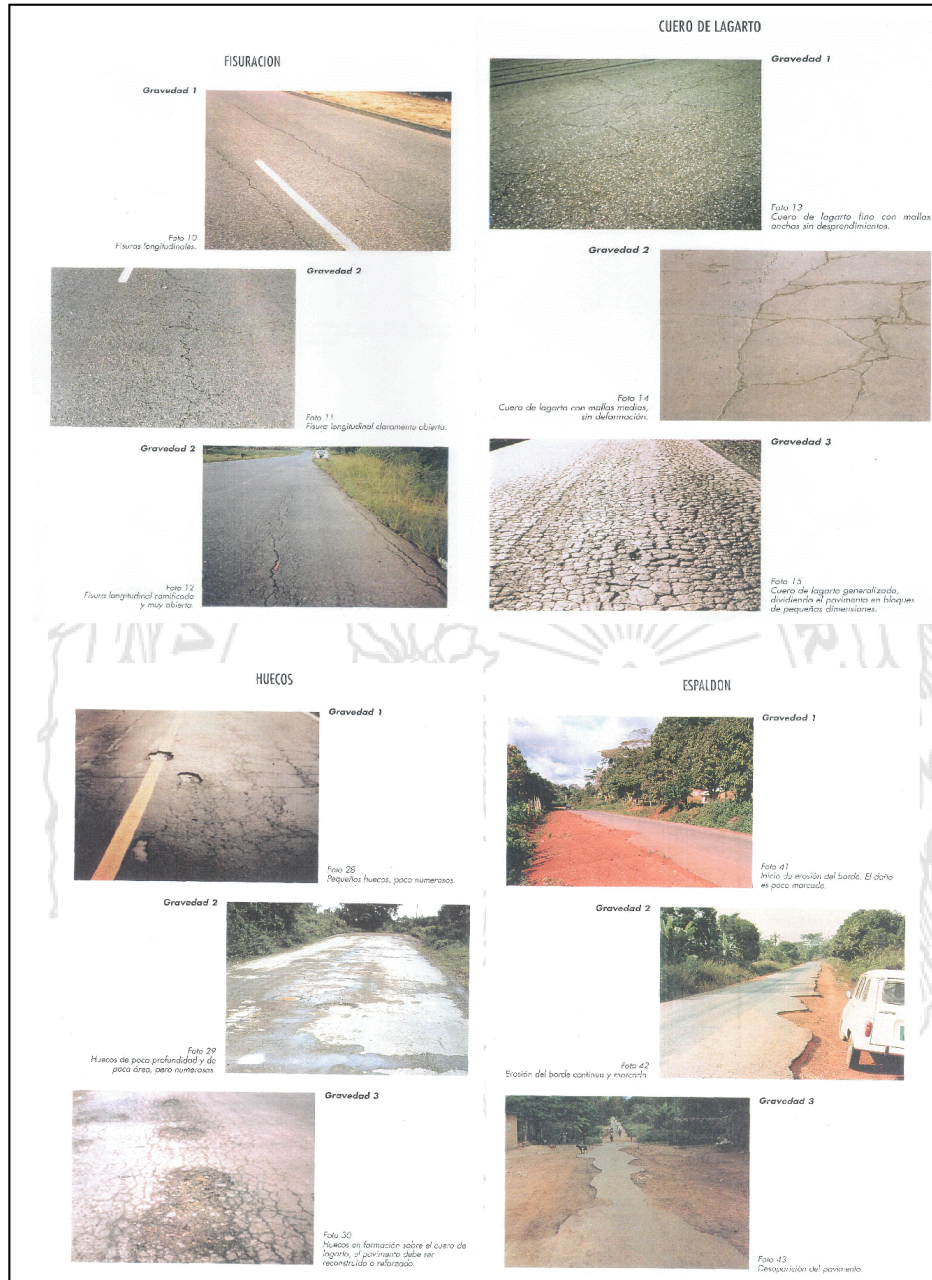 FISURACION
Gravedad 1
Foto 10
Fisuras longitudinales.
Gravedad 2
Foto 11
Fisura longitudinal claramente abierta.
Gravedad 2
Foto 12
Fisura longitudinal ramificada
y muy abierta.
CUERO DE LAGARTO
Gravedad 1
Foto 13
Cuero de lagarto fino con mallas
anchas sin desprendimientos.
Gravedad 2
Foto 14
Cuero de lagarto con mallas medias,
sin deformación.
Gravedad 3
Foto 15
Cuero de lagarto generalizado,
dividiendo el pavimento en bloques
de pequeñas dimensiones.
HUECOS
Gravedad 1
Foto 28
Pequeños huecos, poco numerosos.
Gravedad 2
Foto 29
Huecos de poca profundidad y de
poca área, pero numerosos.
Gravedad 3
Foto 30
Huecos en formación sobre el cuero de
lagarto, el pavimento debe ser
reconstruido o reforzado.
ESPALDON
Gravedad 1
Foto 41
Inicio de erosión del borde. El daño
es poco marcado.
Gravedad 2
Foto 42
Erosión del borde continua y marcada
Gravedad 3
Foto 43
Desaparición del pavimento.